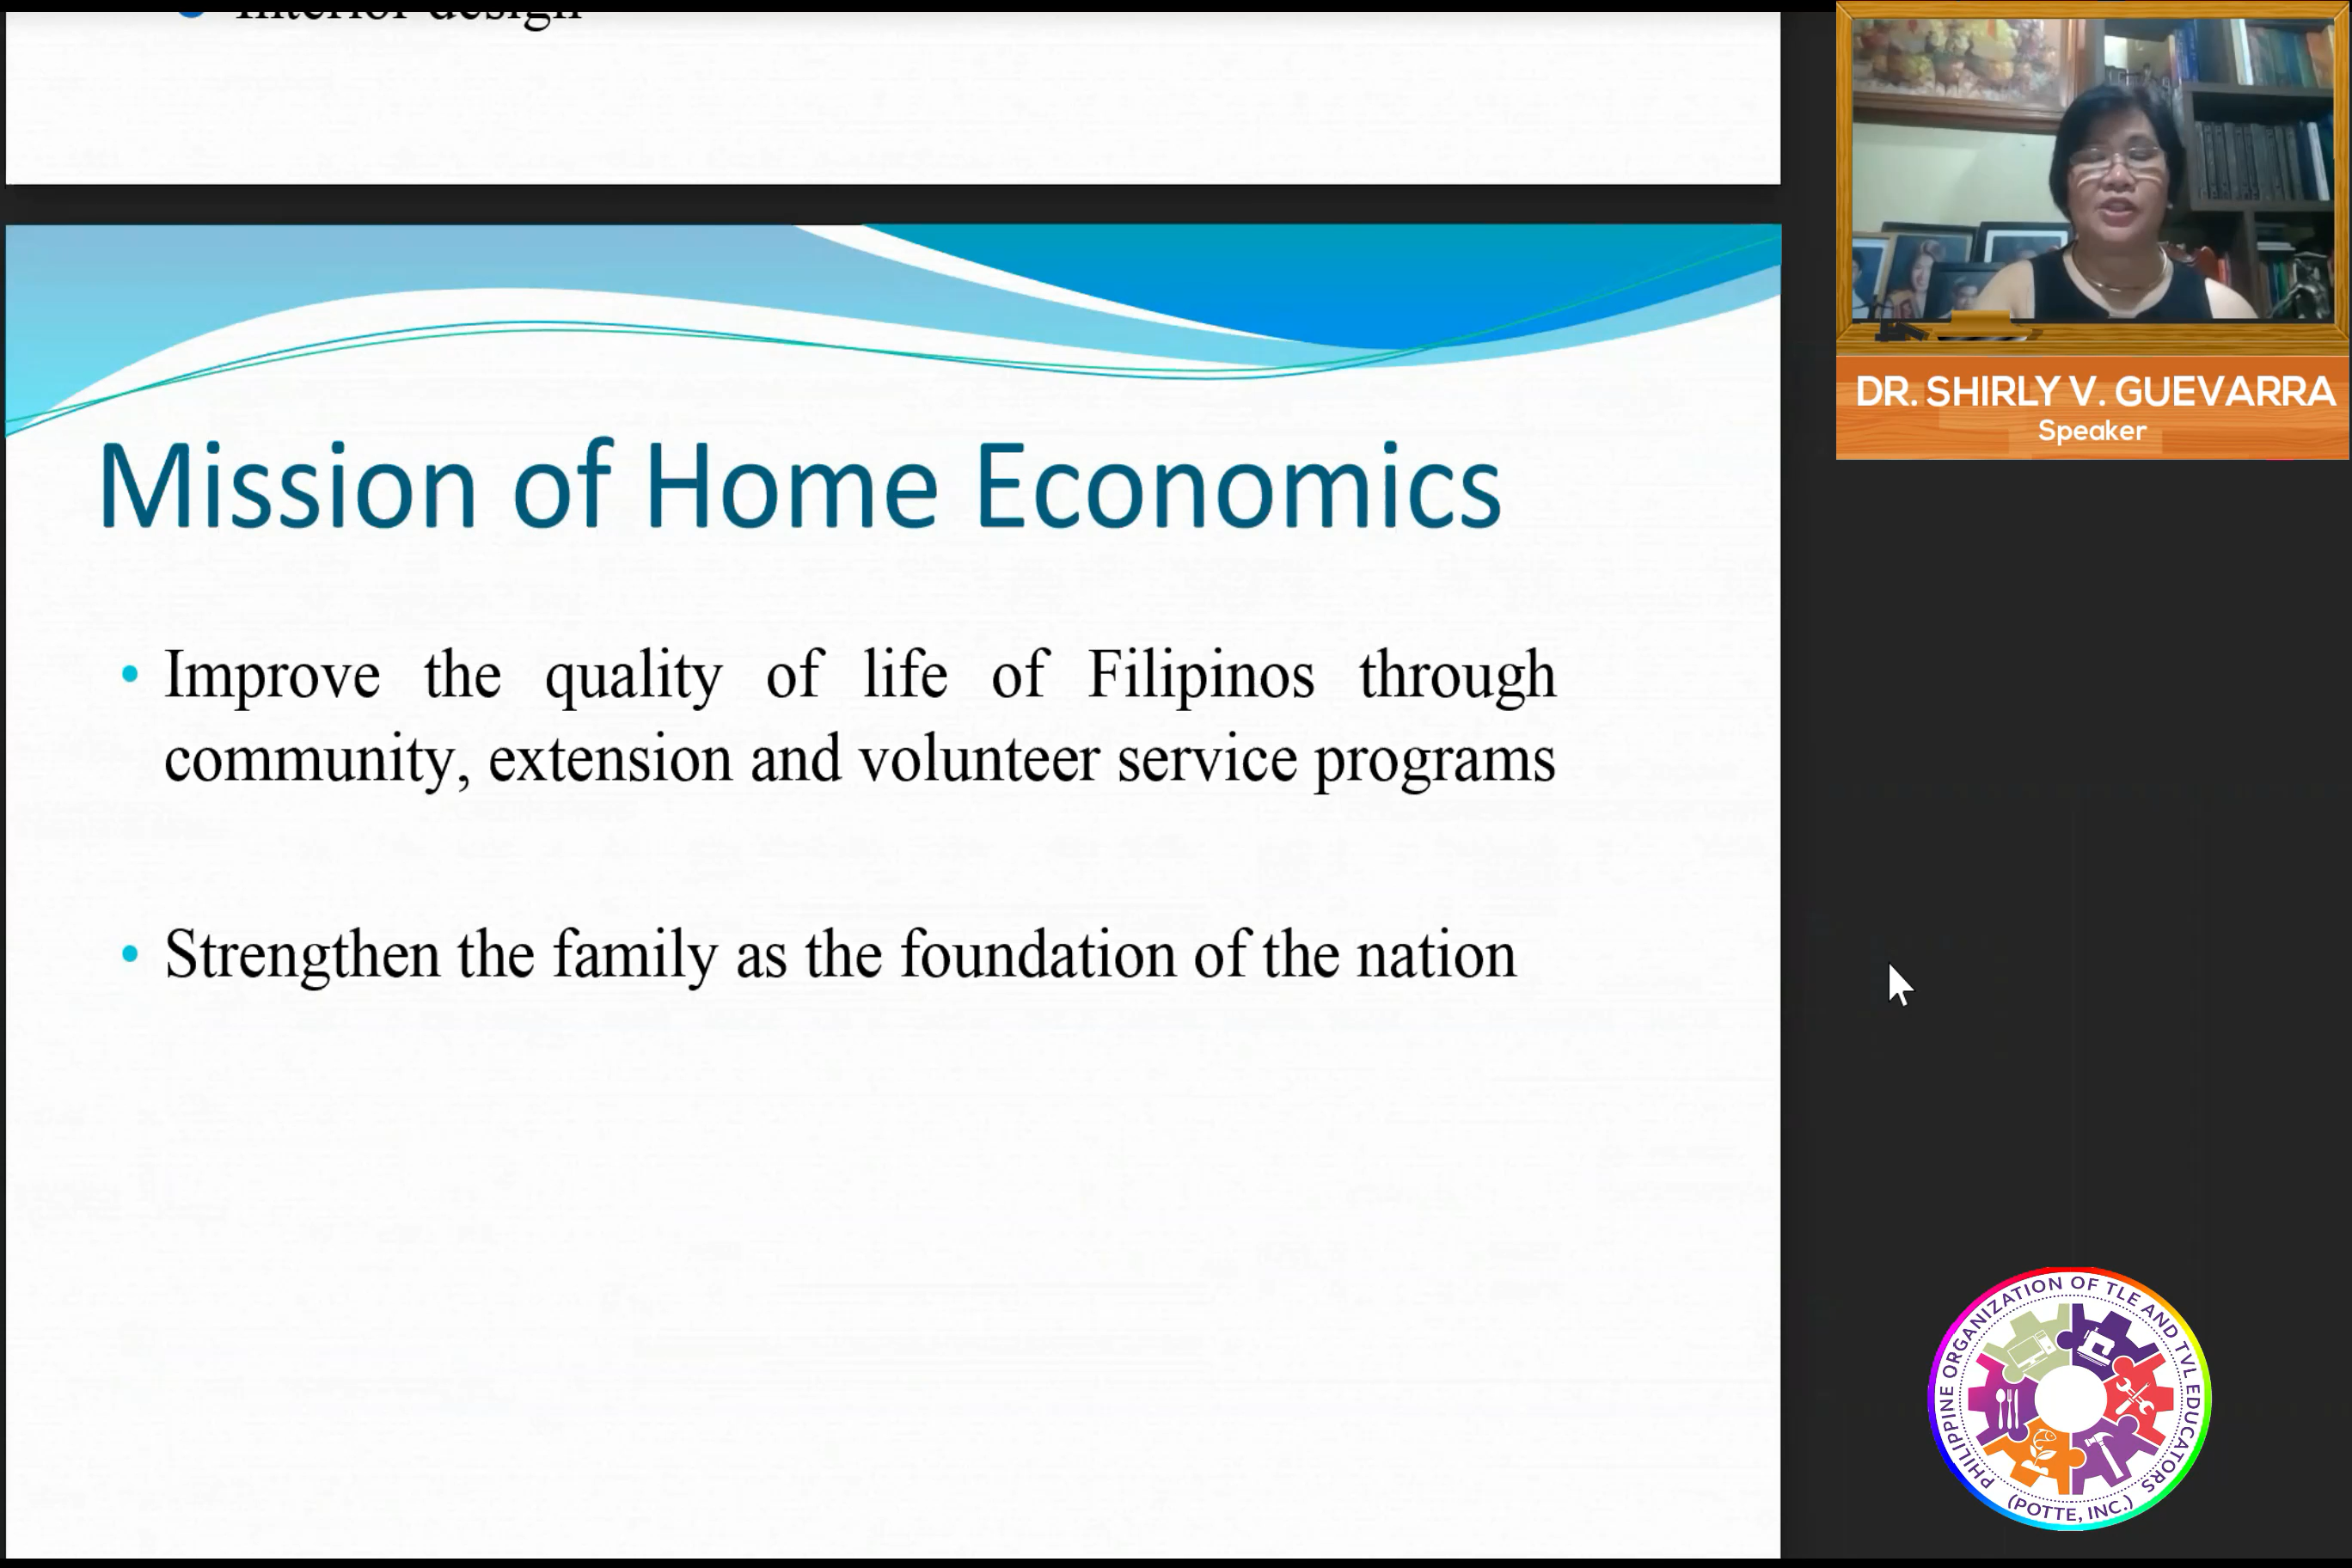 Interior design
Mission of Home Economics
• Improve the quality of life of Filipinos through
community, extension and volunteer service programs
• Strengthen the family as the foundation of the nation
DR. SHIRLY V. GUEVARRA
Speaker
PHILIPPINE ORGANIZATION OF TLE AND TVL EDUCATORS
(POTTE, INC.)